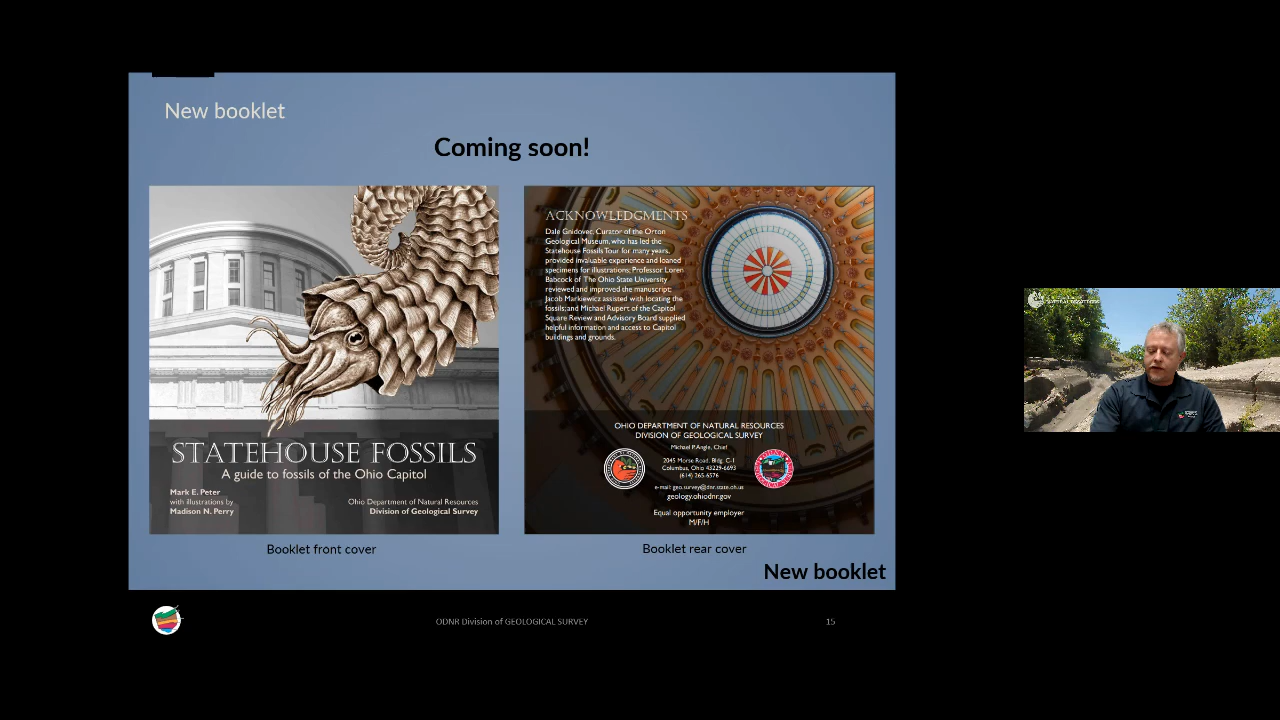 New booklet
Coming soon!
STATEHOUSE FOSSILS
A guide to fossils of the Ohio Capitol
Mark E. Peter
with illustrations by
Madison N. Perry
Ohio Department of Natural Resources
Division of Geological Survey
Booklet front cover
ACKNOWLEDGMENTS
Dale Gnidovec, Curator of the Orton
Geological Museum, who has led the
Statehouse Fossils Tour for many years,
provided invaluable experience and loaned
specimens for illustrations; Professor Loren
Babcock of The Ohio State University
reviewed and improved the manuscript;
Jacob Markiewicz assisted with locating the
fossils; and Michael Rupert of the Capitol
Square Review and Advisory Board supplied
helpful information and access to Capitol
buildings and grounds.
OHIO DEPARTMENT OF NATURAL RESOURCES
DIVISION OF GEOLOGICAL SURVEY
Michael P. Angle, Chief
2045 Morse Road, Bldg. C-1
Columbus, Ohio 43229-6693
(614) 265-6576
e-mail: geo.survey@dnr.state.oh.us
geology.ohiodnr.gov
Equal opportunity employer
M/F/H
Booklet rear cover
New booklet
ODNR Division of GEOLOGICAL SURVEY
15